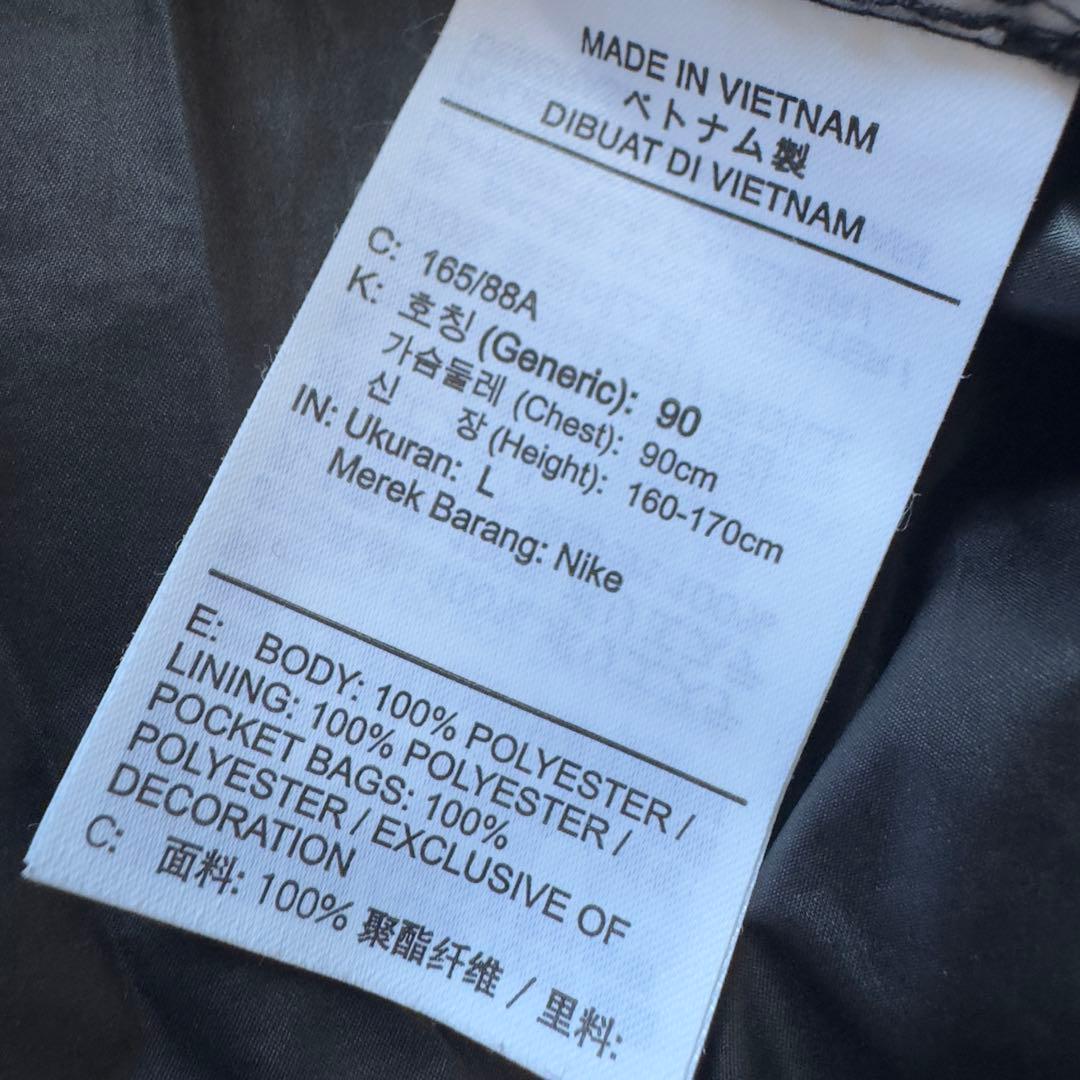 MADE IN VIETNAM
ベトナム製
DIBUAT DI VIETNAM
C: 165/88A
K: 호칭 (Generic): 90
가슴둘레 (Chest): 90cm
신 장 (Height): 160-170cm
IN: Ukuran: L
Merek Barang: Nike
E: BODY: 100% POLYESTER /
LINING: 100% POLYESTER /
POCKET BAGS: 100%
POLYESTER / EXCLUSIVE OF
DECORATION
C: 面料: 100% 聚酯纤维 / 里料: